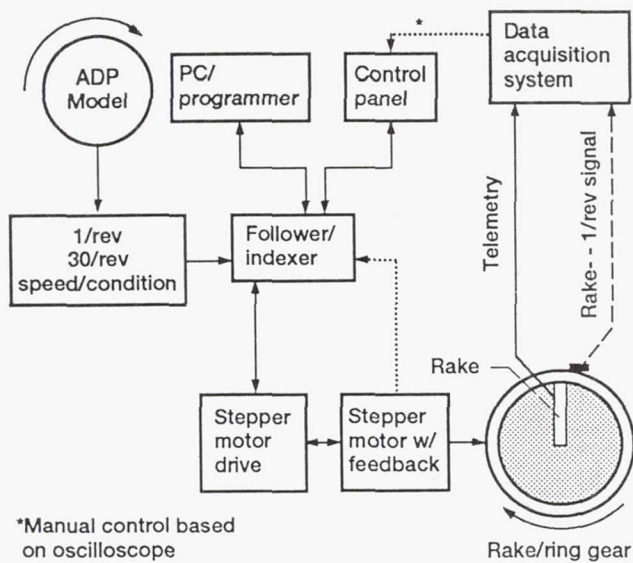 ADP
Model
PC/
programmer
Control
panel
*
Data
acquisition
system
1/rev
30/rev
speed/condition
Follower/
indexer
Telemetry
Rake- - 1/rev signal
Rake
Stepper
motor
drive
Stepper
motor w/
feedback
*Manual control based
on oscilloscope
Rake/ring gear